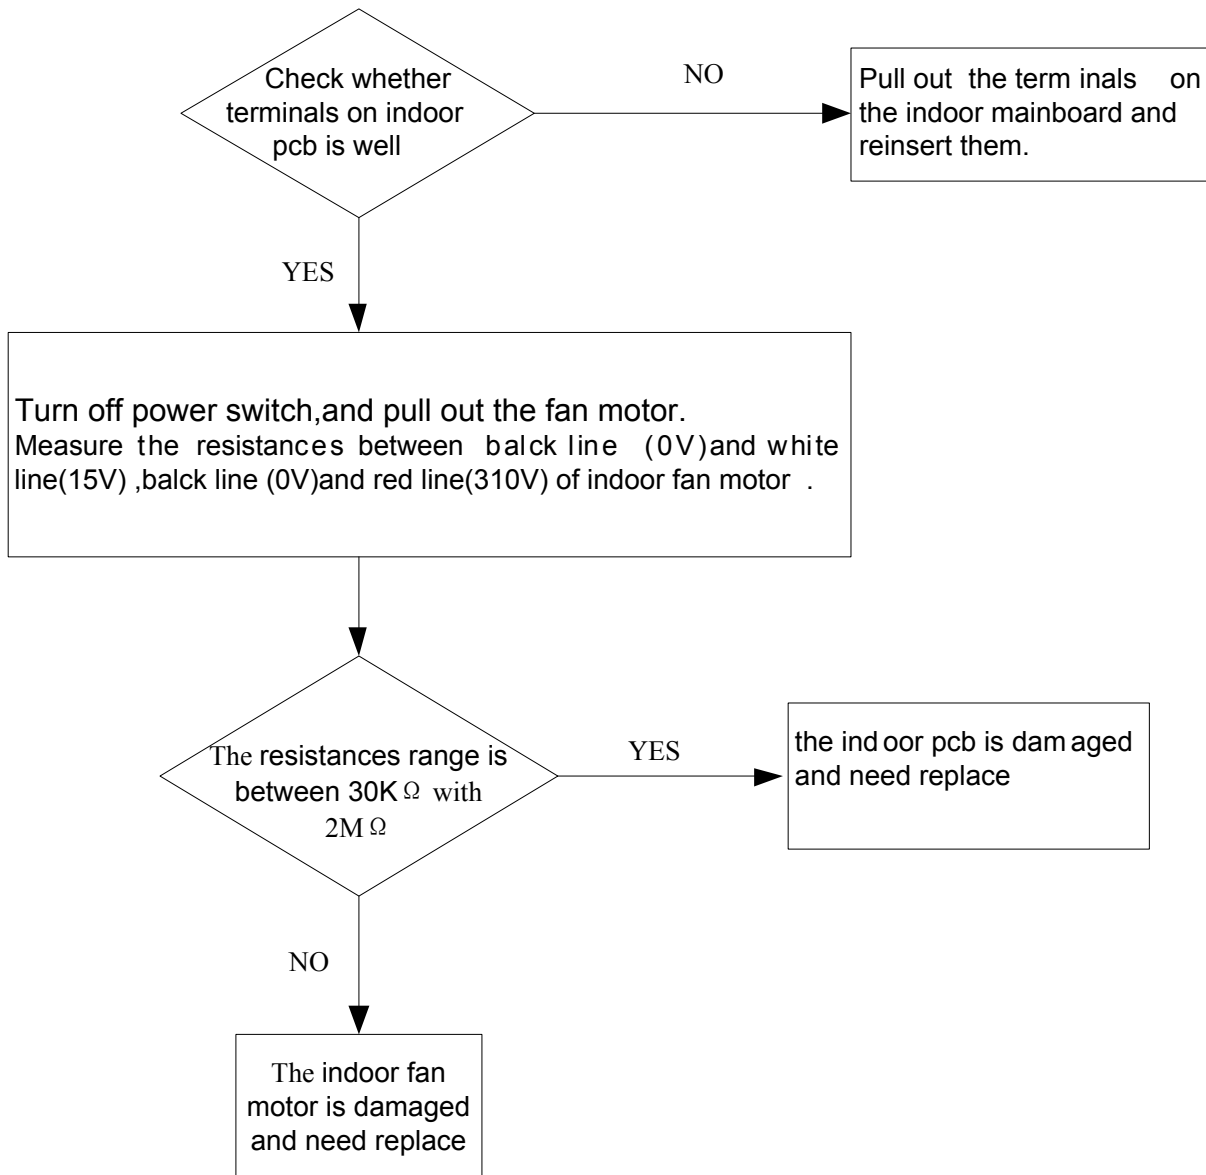 Check whether
terminals on indoor
pcb is well
NO
Pull out the term inals on
the indoor mainboard and
reinsert them.
YES
Turn off power switch,and pull out the fan motor.
Measure the resistances between balck line (0V)and white
line(15V) ,balck line (0V)and red line(310V) of indoor fan motor .
The resistances range is
between 30K Ω with
2M Ω
YES
the ind oor pcb is dam aged
and need replace
NO
The indoor fan
motor is damaged
and need replace